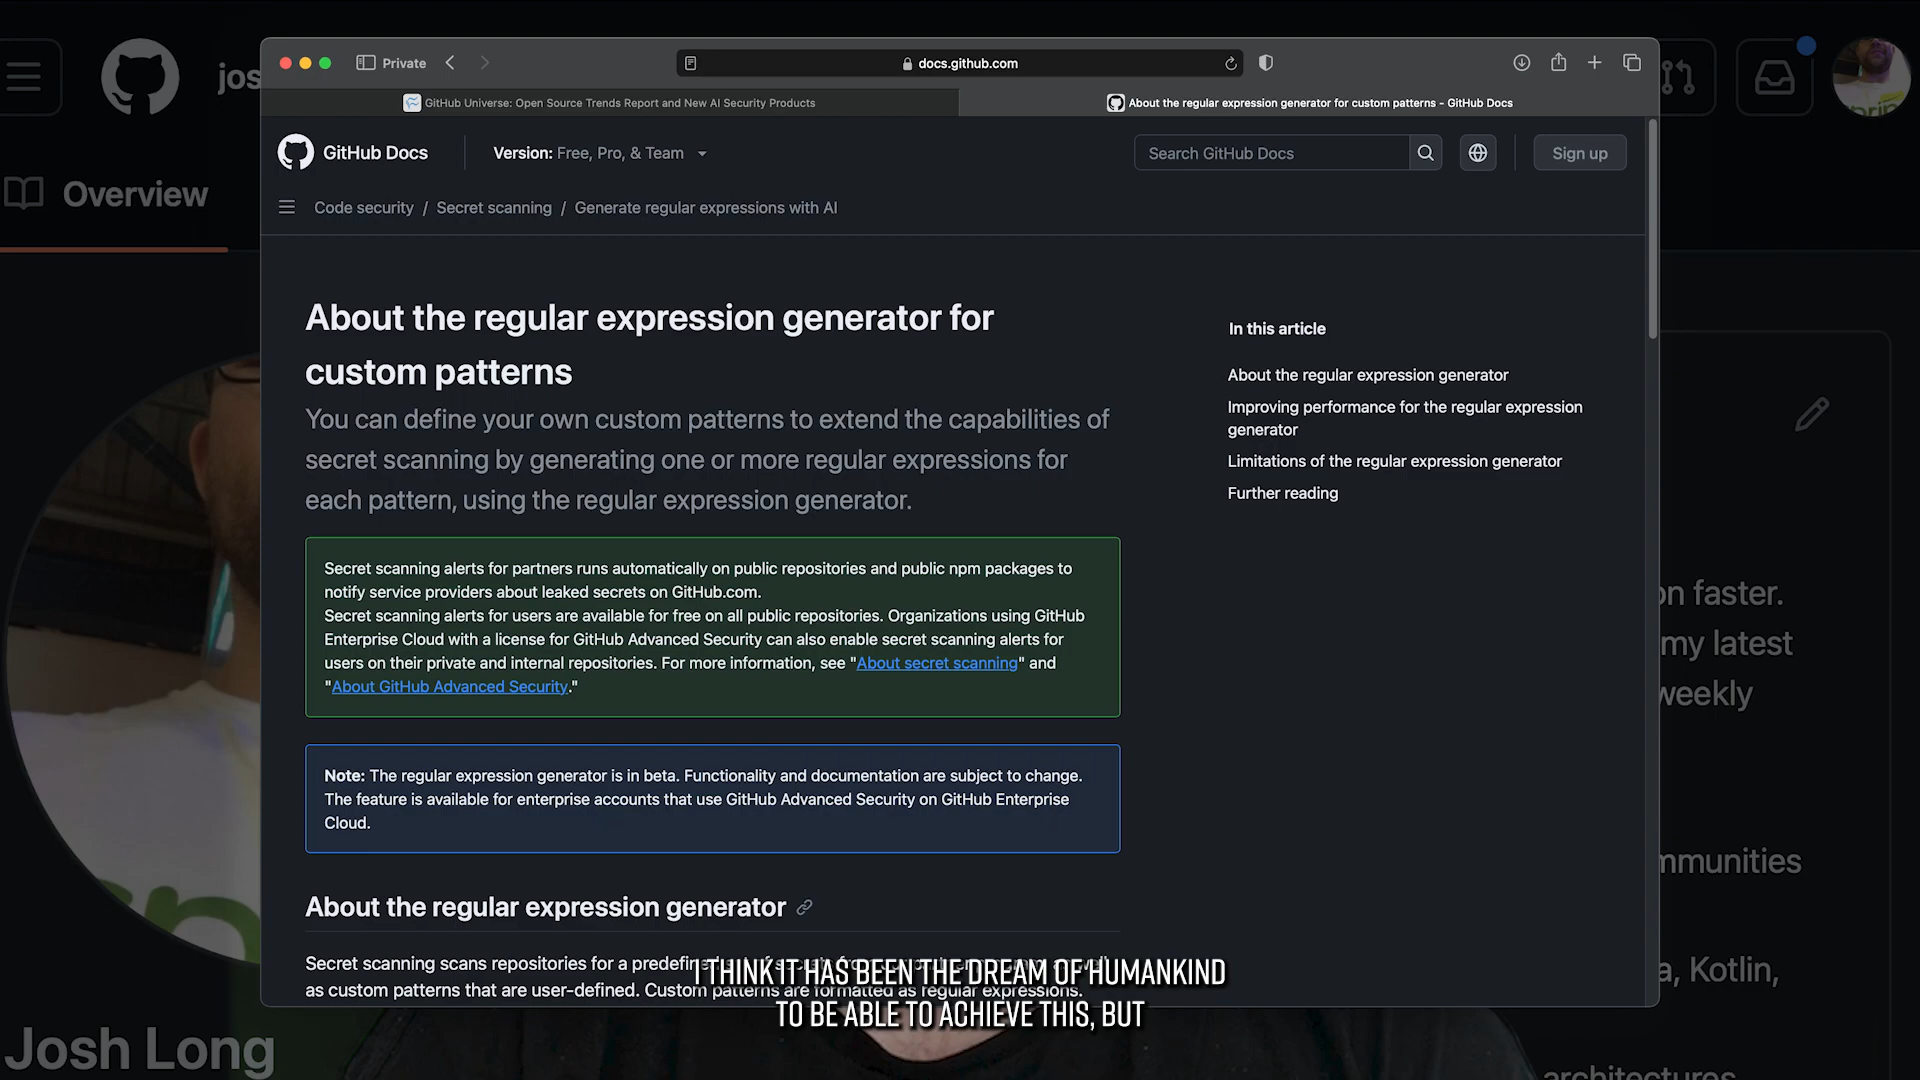 jos
Overview
Private
docs.github.com
GitHub Universe: Open Source Trends Report and New AI Security Products
About the regular expression generator for custom patterns - GitHub Docs
GitHub Docs
Version: Free, Pro, & Team
Search GitHub Docs
Sign up
Code security / Secret scanning / Generate regular expressions with AI
About the regular expression generator for
custom patterns
You can define your own custom patterns to extend the capabilities of
secret scanning by generating one or more regular expressions for
each pattern, using the regular expression generator.
Secret scanning alerts for partners runs automatically on public repositories and public npm packages to
notify service providers about leaked secrets on GitHub.com.
Secret scanning alerts for users are available for free on all public repositories. Organizations using GitHub
Enterprise Cloud with a license for GitHub Advanced Security can also enable secret scanning alerts for
users on their private and internal repositories. For more information, see "About secret scanning" and
"About GitHub Advanced Security."
Note: The regular expression generator is in beta. Functionality and documentation are subject to change.
The feature is available for enterprise accounts that use GitHub Advanced Security on GitHub Enterprise
Cloud.
About the regular expression generator
Secret scanning scans repositories for a
as custom patterns that are user-defined. Custom patterns are formatted as regular expressions.
In this article
About the regular expression generator
Improving performance for the regular expression
generator
Limitations of the regular expression generator
Further reading
on faster.
my latest
weekly
mmunities
a, Kotlin,
architectures
Josh Long
I THINK IT HAS BEEN THE DREAM OF HUMANKIND
TO BE ABLE TO ACHIEVE THIS, BUT